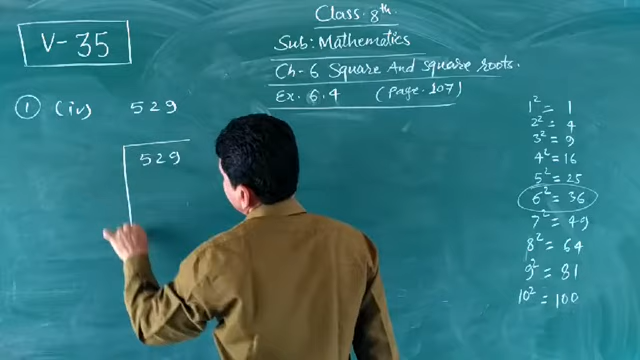 V-35
Class. 8th.
Sub: Mathematics
Ch-6 Square And Square roots.
Ex. 6.4 (Page. 107)
1 (iv) 529
529
1² = 1
2² = 4
3² = 9
4² = 16
5² = 25
6² = 36
7² = 49
8² = 64
9² = 81
10² = 100